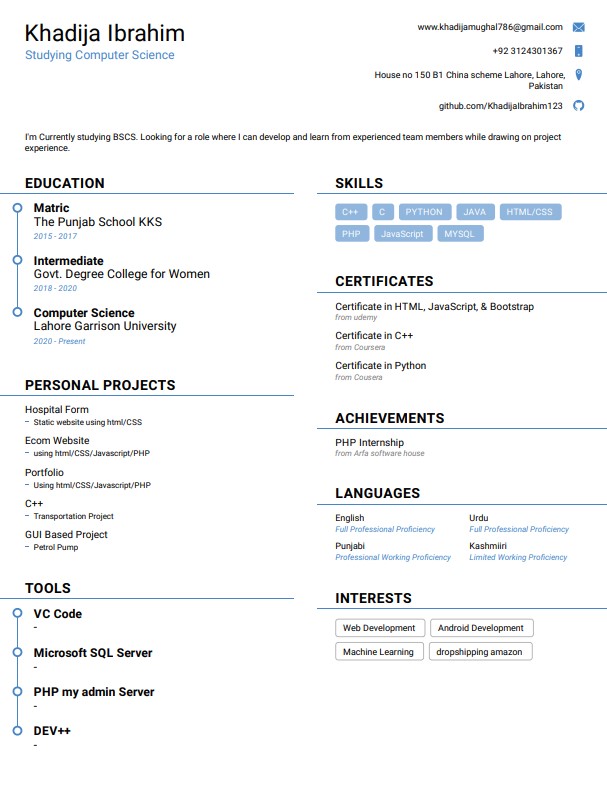 Khadija Ibrahim
Studying Computer Science
www.khadijamughal786@gmail.com
+92 3124301367
House no 150 B1 China scheme Lahore, Lahore,
Pakistan
github.com/KhadijaIbrahim123
I'm Currently studying BSCS. Looking for a role where I can develop and learn from experienced team members while drawing on project
experience.
EDUCATION
Matric
The Punjab School KKS
2015 - 2017
Intermediate
Govt. Degree College for Women
2018 - 2020
Computer Science
Lahore Garrison University
2020 - Present
PERSONAL PROJECTS
Hospital Form
– Static website using html/CSS
Ecom Website
– using html/CSS/Javascript/PHP
Portfolio
– Using html/CSS/Javascript/PHP
C++
– Transportation Project
GUI Based Project
– Petrol Pump
TOOLS
VC Code
-
Microsoft SQL Server
-
PHP my admin Server
-
DEV++
-
SKILLS
C++ C PYTHON JAVA HTML/CSS
PHP JavaScript MYSQL
CERTIFICATES
Certificate in HTML, JavaScript, & Bootstrap
from udemy
Certificate in C++
from Coursera
Certificate in Python
from Cousera
ACHIEVEMENTS
PHP Internship
from Arfa software house
LANGUAGES
English Urdu
Full Professional Proficiency Full Professional Proficiency
Punjabi Kashmiiri
Professional Working Proficiency Limited Working Proficiency
INTERESTS
Web Development Android Development
Machine Learning dropshipping amazon